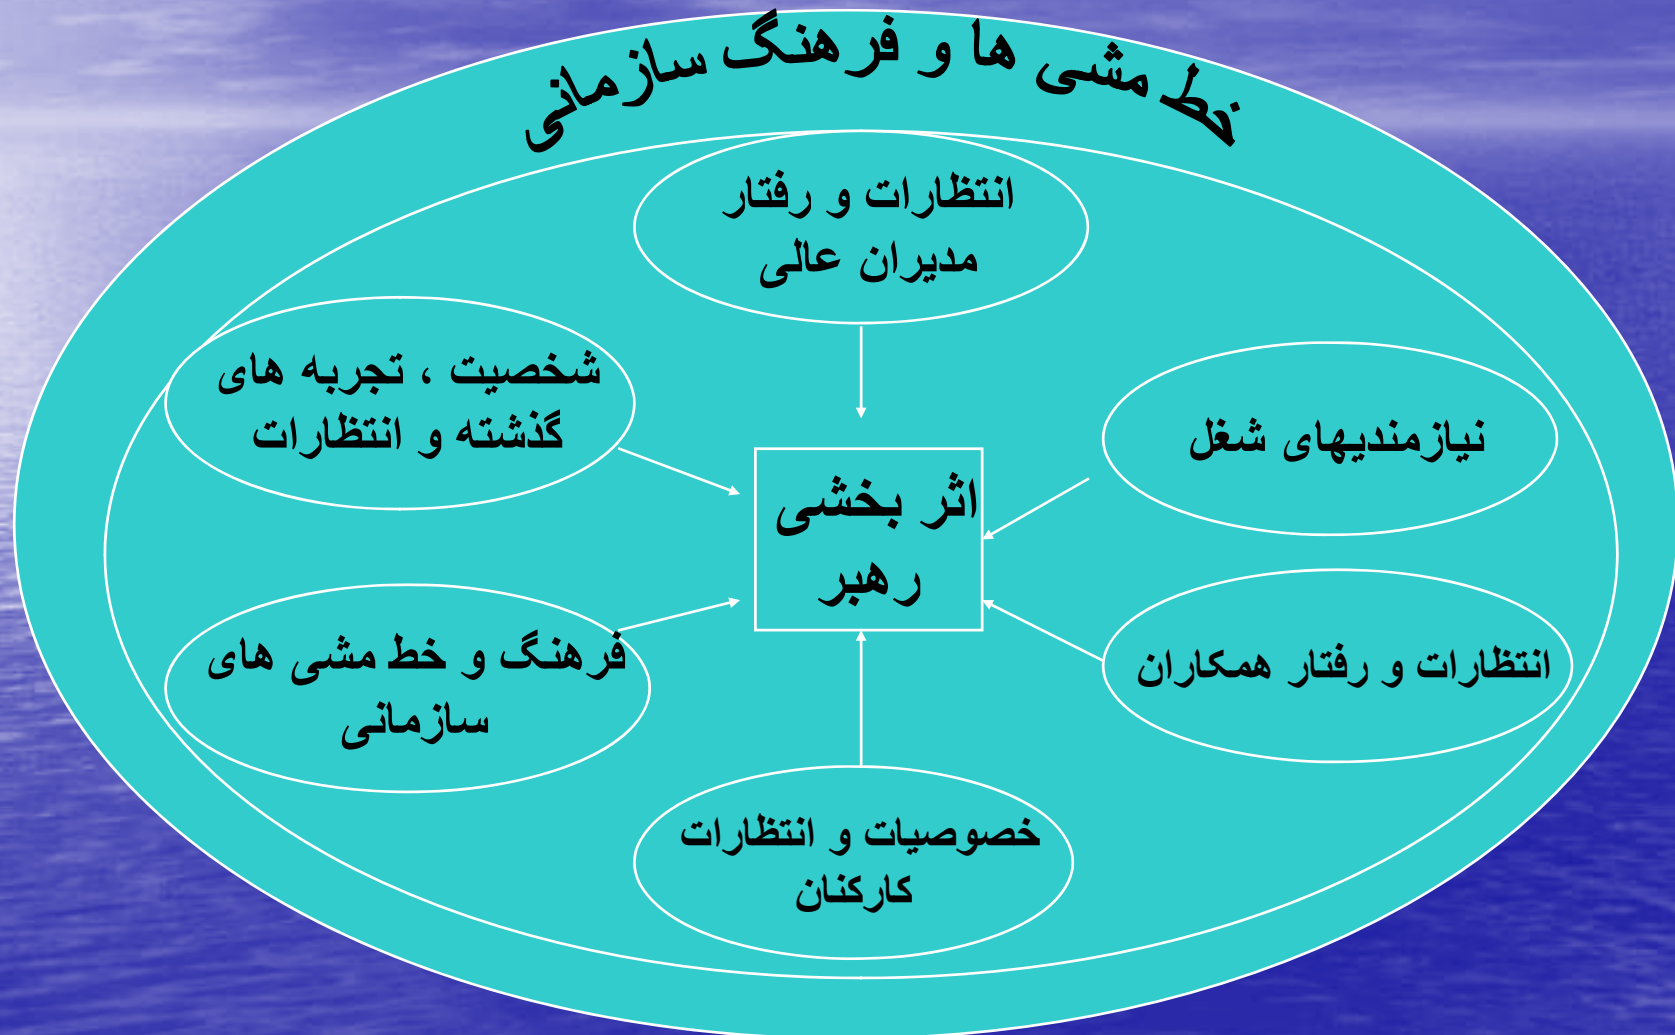 خط مشی ها و فرهنگ سازمانی
انتظارات و رفتار
مدیران عالی
شخصیت ، تجربه های
گذشته و انتظارات
نیازمندیهای شغل
اثر بخشی
رهبر
فرهنگ و خط مشی های
سازمانی
انتظارات و رفتار همکاران
خصوصیات و انتظارات
کارکنان